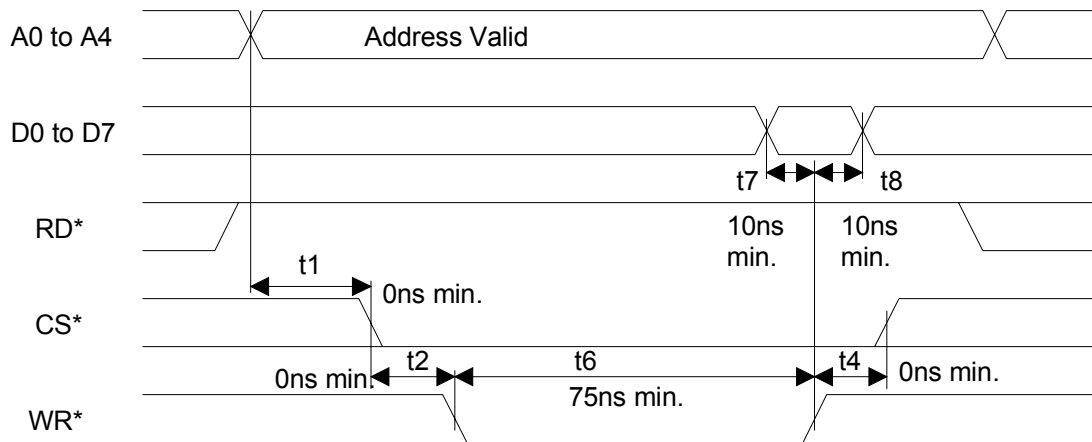 A0 to A4
Address Valid
D0 to D7
t7
t8
RD*
10ns
min.
10ns
min.
t1
0ns min.
CS*
0ns min.
t2
t6
t4
0ns min.
75ns min.
WR*